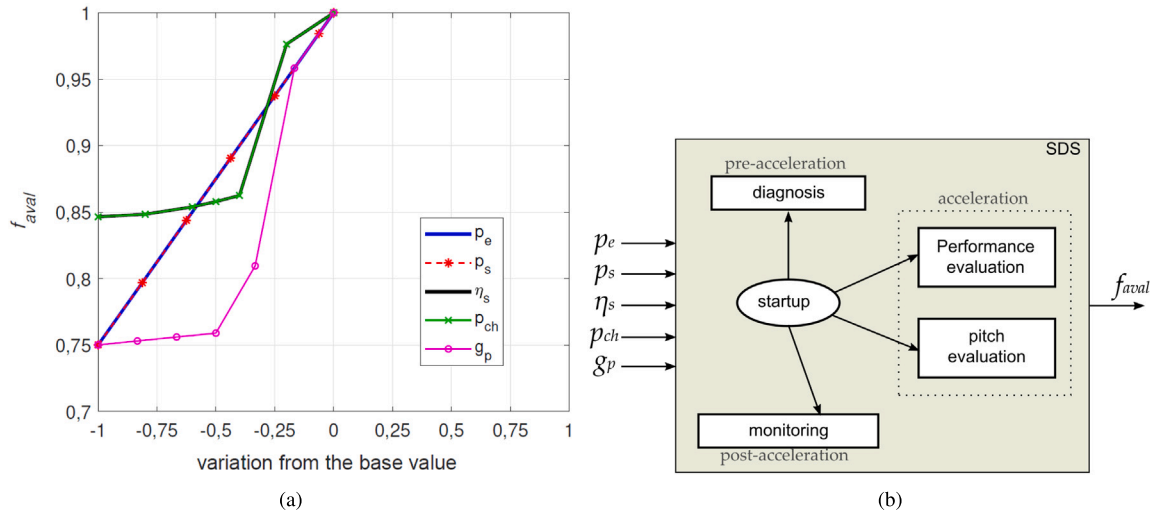 1
0,95
0,9
0,85
0,8
0,75
0,7
f_aval
-1 -0,75 -0,5 -0,25 0 0,25 0,5 0,75 1
variation from the base value
p_e
p_s
η_s
p_ch
g_p
(a)
SDS
pre-acceleration
diagnosis
acceleration
Performance
evaluation
startup
pitch
evaluation
monitoring
post-acceleration
p_e
p_s
η_s
p_ch
g_p
f_aval
(b)